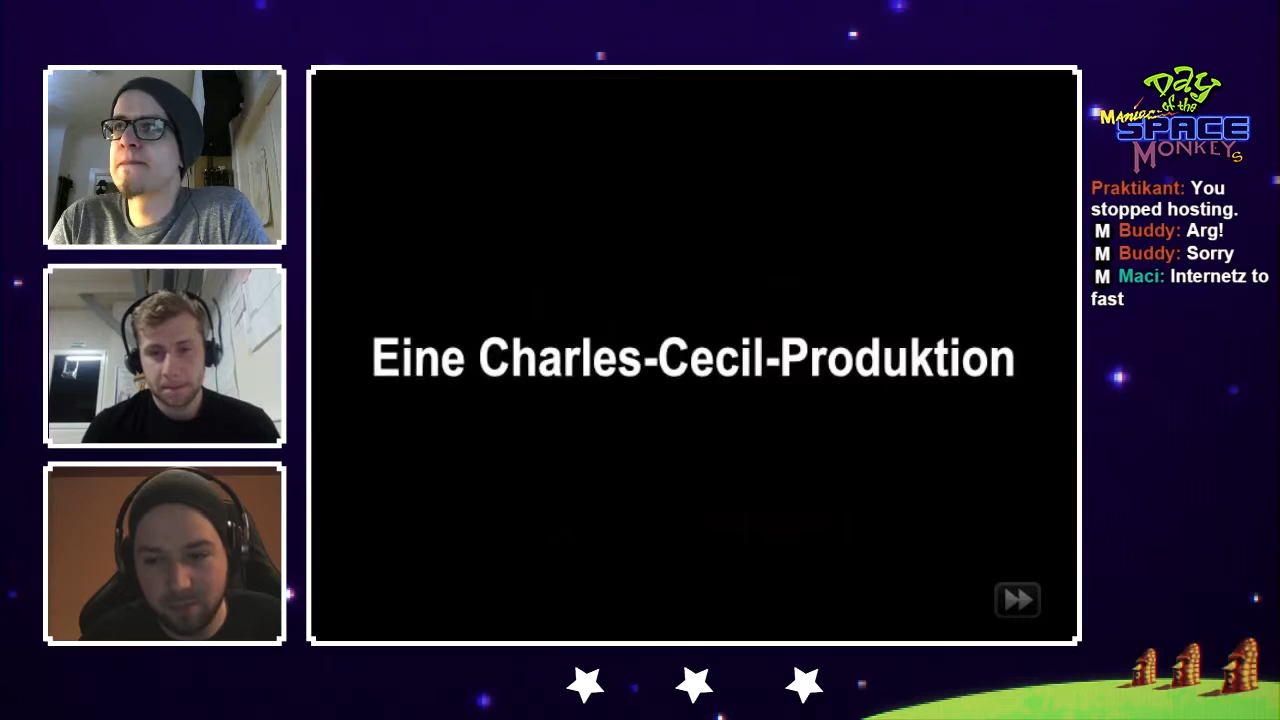 Day
of the
Maniac
SPACE
MONKEYS
Eine Charles-Cecil-Produktion
Praktikant: You
stopped hosting.
M Buddy: Arg!
M Buddy: Sorry
M Maci: Internetz to
fast